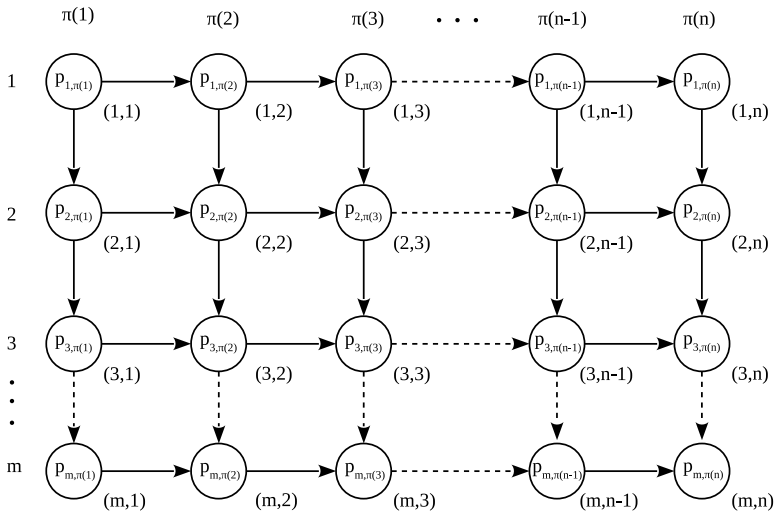 π(1) π(2) π(3) . . . π(n-1) π(n)
1 p1,π(1) p1,π(2) p1,π(3) p1,π(n-1) p1,π(n)
(1,1) (1,2) (1,3) (1,n-1) (1,n)
2 p2,π(1) p2,π(2) p2,π(3) p2,π(n-1) p2,π(n)
(2,1) (2,2) (2,3) (2,n-1) (2,n)
3 p3,π(1) p3,π(2) p3,π(3) p3,π(n-1) p3,π(n)
(3,1) (3,2) (3,3) (3,n-1) (3,n)
.
.
.
m pm,π(1) pm,π(2) pm,π(3) pm,π(n-1) pm,π(n)
(m,1) (m,2) (m,3) (m,n-1) (m,n)